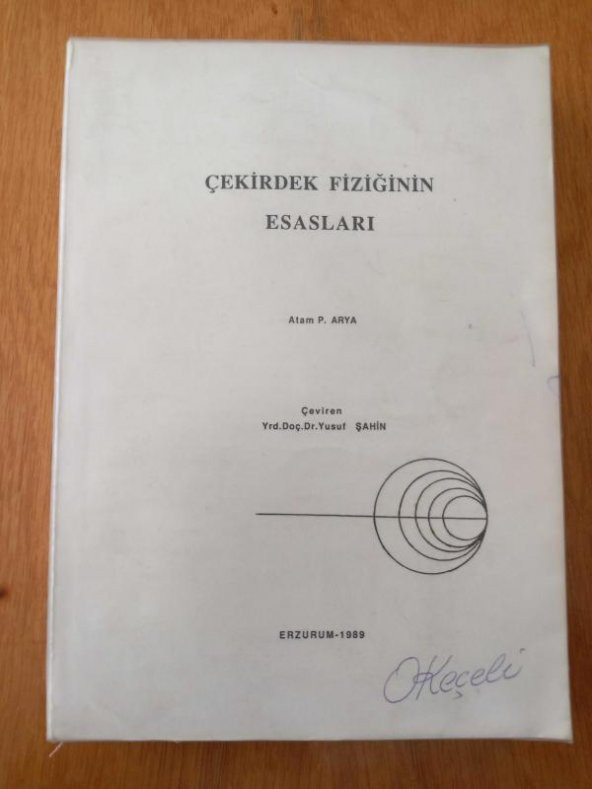 ÇEKİRDEK FİZİĞİNİN
ESASLARI
Atam P. ARYA
Çeviren
Yrd.Doç.Dr.Yusuf ŞAHİN
ERZURUM-1989
OKeçeli